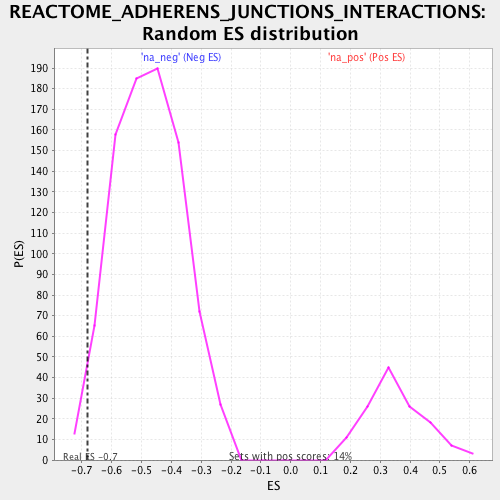 REACTOME_ADHERENS_JUNCTIONS_INTERACTIONS:
Random ES distribution
'na_neg' (Neg ES)
'na_pos' (Pos ES)
190
180
170
160
150
140
130
120
110
100
90
80
70
60
50
40
30
20
10
0
P(ES)
Real ES -0.7
Sets with pos scores: 14%
-0.7 -0.6 -0.5 -0.4 -0.3 -0.2 -0.1 0.0 0.1 0.2 0.3 0.4 0.5 0.6
ES